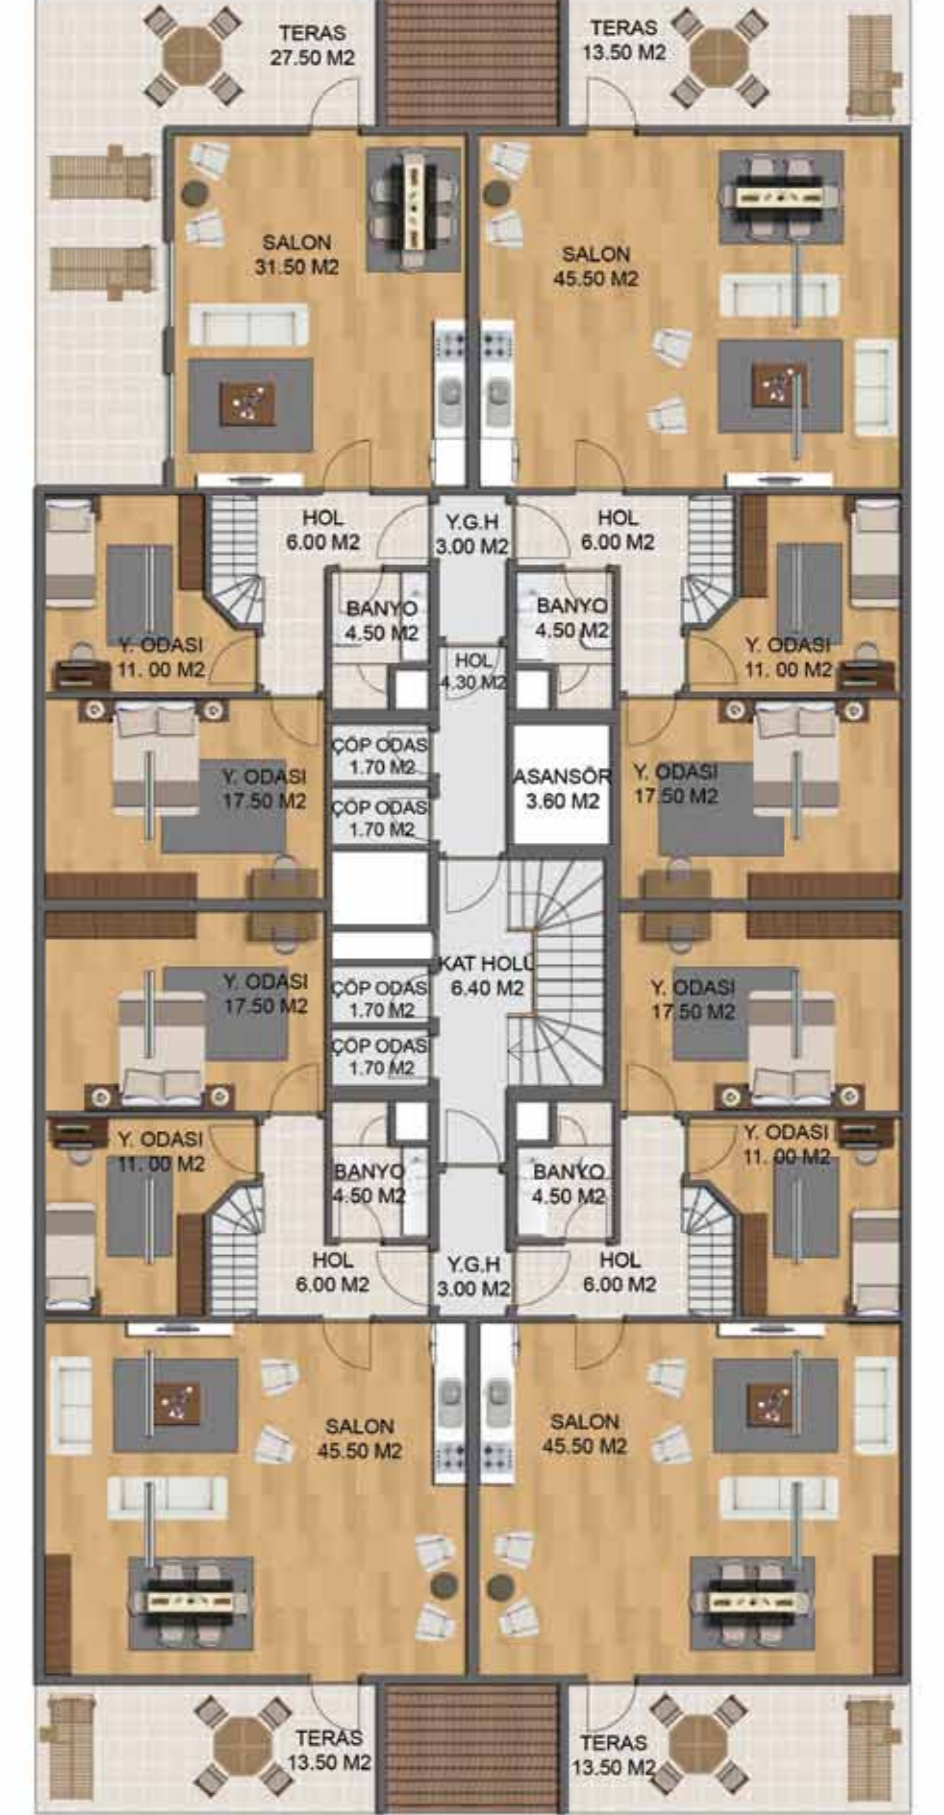 TERAS
27.50 M2
TERAS
13.50 M2
SALON
31.50 M2
SALON
45.50 M2
HOL
6.00 M2
Y.G.H
3.00 M2
HOL
6.00 M2
BANYO
4.50 M2
BANYO
4.50 M2
Y. ODASI
11. 00 M2
HOL
4.30 M2
Y. ODASI
11. 00 M2
ÇÖP ODAS
1.70 M2
Y. ODASI
17.50 M2
ASANSÖR
3.60 M2
Y. ODASI
17.50 M2
ÇÖP ODAS
1.70 M2
KAT HOLÜ
6.40 M2
Y. ODASI
17.50 M2
ÇÖP ODAS
1.70 M2
Y. ODASI
17.50 M2
ÇÖP ODAS
1.70 M2
Y. ODASI
11. 00 M2
Y. ODASI
11. 00 M2
BANYO
4.50 M2
BANYO
4.50 M2
HOL
6.00 M2
Y.G.H
3.00 M2
HOL
6.00 M2
SALON
45.50 M2
SALON
45.50 M2
TERAS
13.50 M2
TERAS
13.50 M2